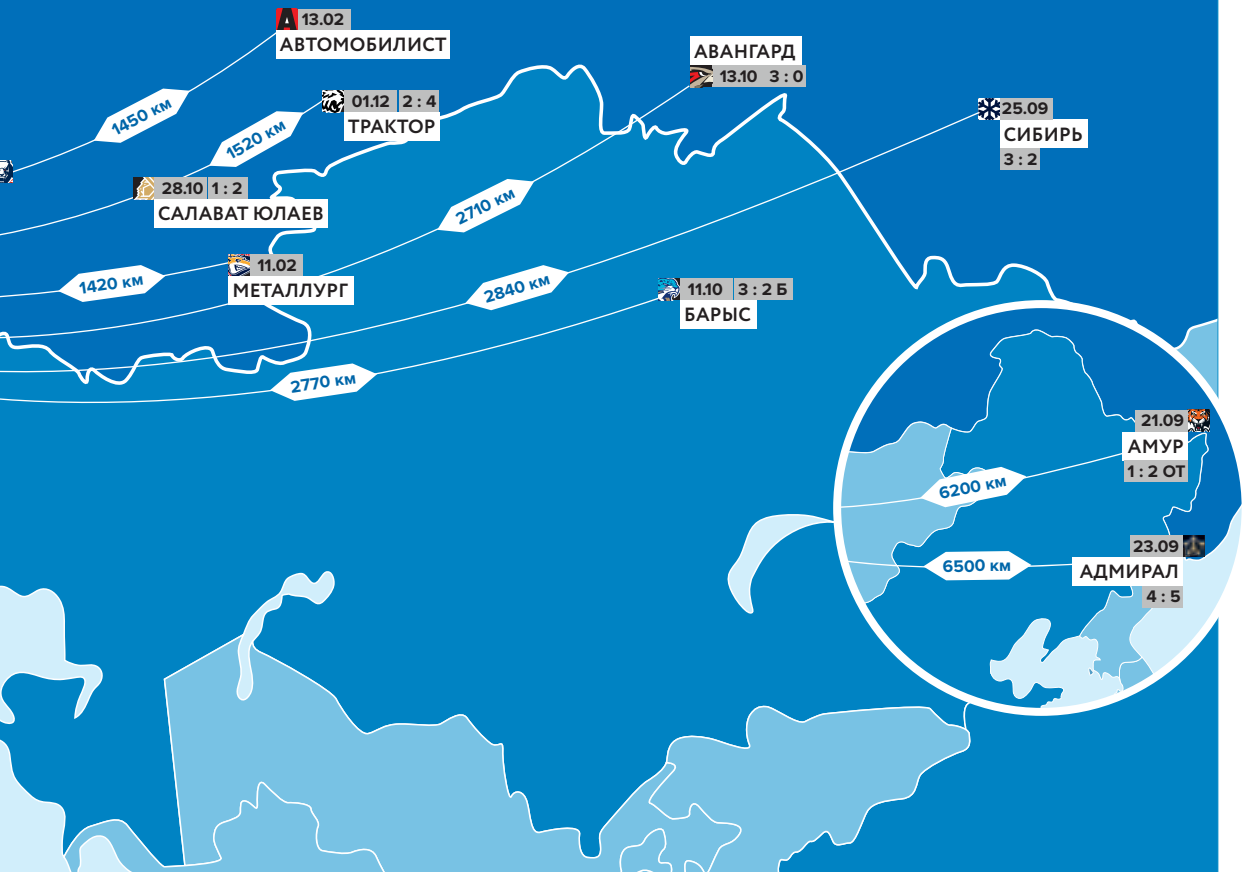 13.02
АВТОМОБИЛИСТ
1450 км
АВАНГАРД
13.10 3 : 0
01.12 2 : 4
ТРАКТОР
1520 км
25.09
СИБИРЬ
3 : 2
28.10 1 : 2
САЛАВАТ ЮЛАЕВ
2710 км
11.02
МЕТАЛЛУРГ
1420 км
2840 км
11.10 3 : 2 Б
БАРЫС
2770 км
21.09
АМУР
1 : 2 ОТ
6200 км
23.09
АДМИРАЛ
4 : 5
6500 км